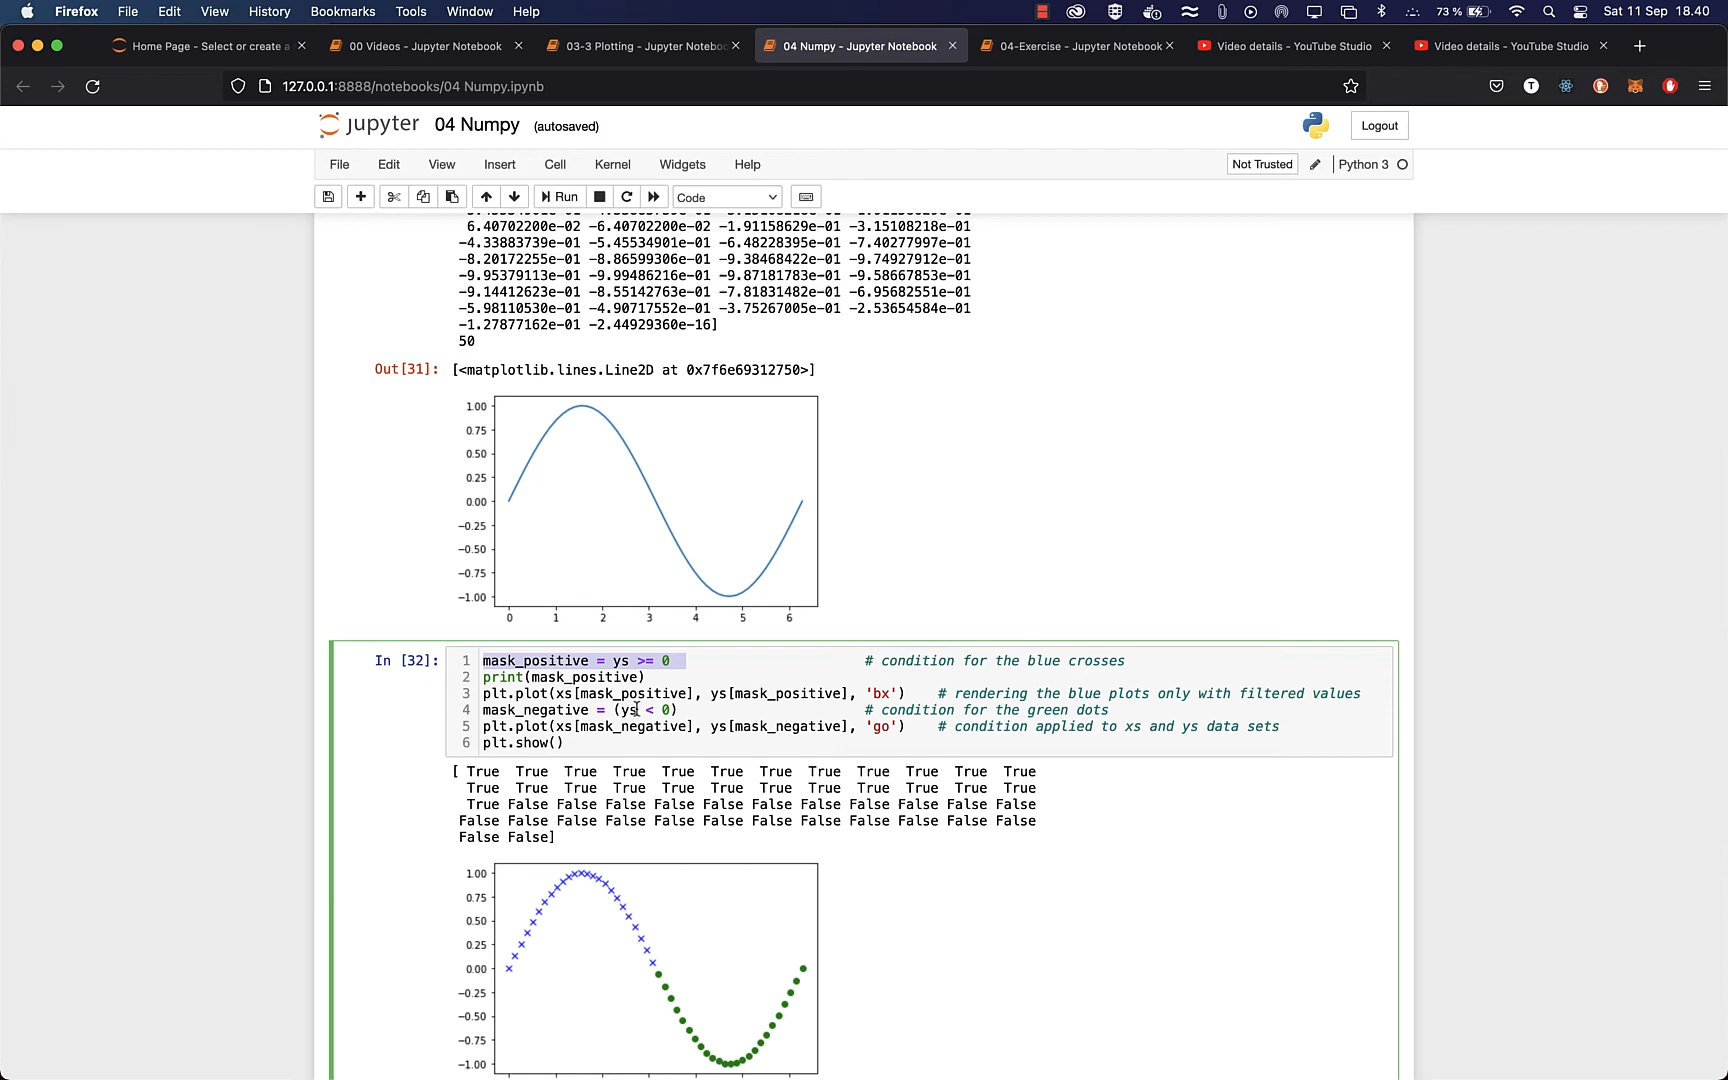 Firefox File Edit View History Bookmarks Tools Window Help 73 % Sat 11 Sep 18.40
Home Page - Select or create a 00 Videos - Jupyter Notebook 03-3 Plotting - Jupyter Notebo 04 Numpy - Jupyter Notebook 04-Exercise - Jupyter Notebook Video details - YouTube Studio Video details - YouTube Studio
127.0.0.1:8888/notebooks/04 Numpy.ipynb
jupyter 04 Numpy (autosaved) Logout
File Edit View Insert Cell Kernel Widgets Help Not Trusted Python 3 O
Run Code
6.40702200e-02 -6.40702200e-02 -1.91158629e-01 -3.15108218e-01
-4.33883739e-01 -5.45534901e-01 -6.48228395e-01 -7.40277997e-01
-8.20172255e-01 -8.86599306e-01 -9.38468422e-01 -9.74927912e-01
-9.95379113e-01 -9.99486216e-01 -9.87181783e-01 -9.58667853e-01
-9.14412623e-01 -8.55142763e-01 -7.81831482e-01 -6.95682551e-01
-5.98110530e-01 -4.90717552e-01 -3.75267005e-01 -2.53654584e-01
-1.27877162e-01 -2.44929360e-16]
50
Out[31]: [<matplotlib.lines.Line2D at 0x7f6e69312750>]
1.00
0.75
0.50
0.25
0.00
-0.25
-0.50
-0.75
-1.00
0 1 2 3 4 5 6
In [32]: 1 mask_positive = ys >= 0 # condition for the blue crosses
2 print(mask_positive)
3 plt.plot(xs[mask_positive], ys[mask_positive], 'bx') # rendering the blue plots only with filtered values
4 mask_negative = (ys < 0) # condition for the green dots
5 plt.plot(xs[mask_negative], ys[mask_negative], 'go') # condition applied to xs and ys data sets
6 plt.show()
[ True True True True True True True True True True True True
True True True True True True True True True True True True
True False False False False False False False False False False False
False False False False False False False False False False False False
False False]
1.00
0.75
0.50
0.25
0.00
-0.25
-0.50
-0.75
-1.00